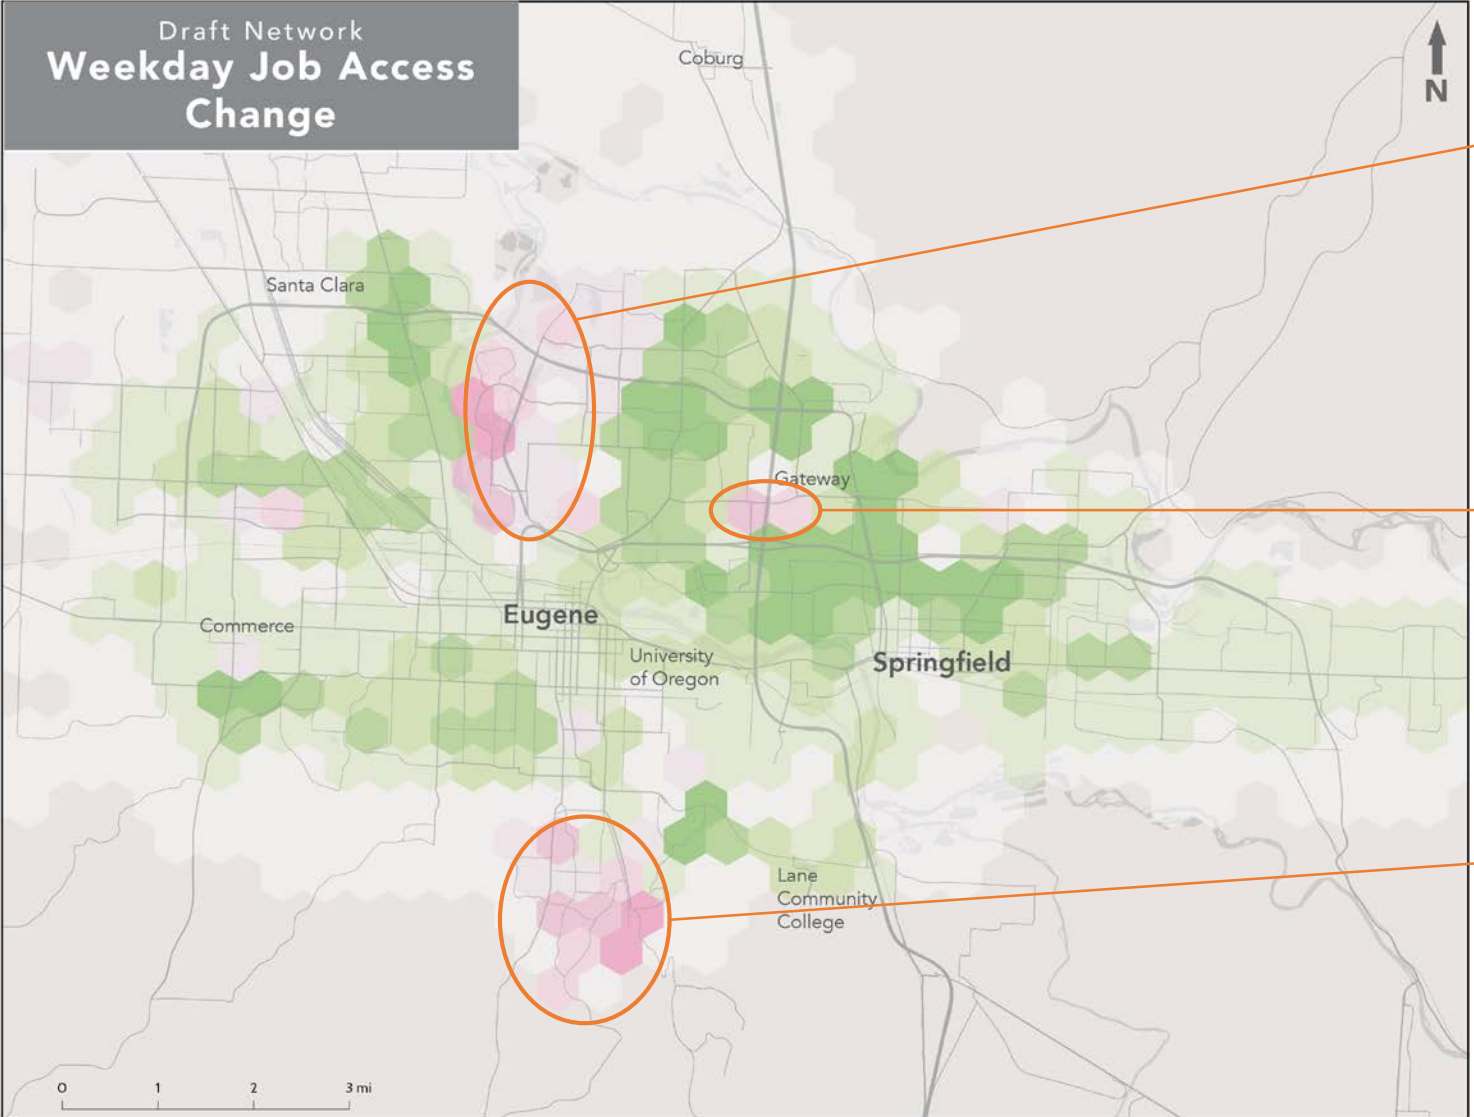 Draft Network
Weekday Job Access
Change
Coburg
N
Santa Clara
Gateway
Eugene
Commerce
University
of Oregon
Springfield
Lane
Community
College
0 1 2 3 mi